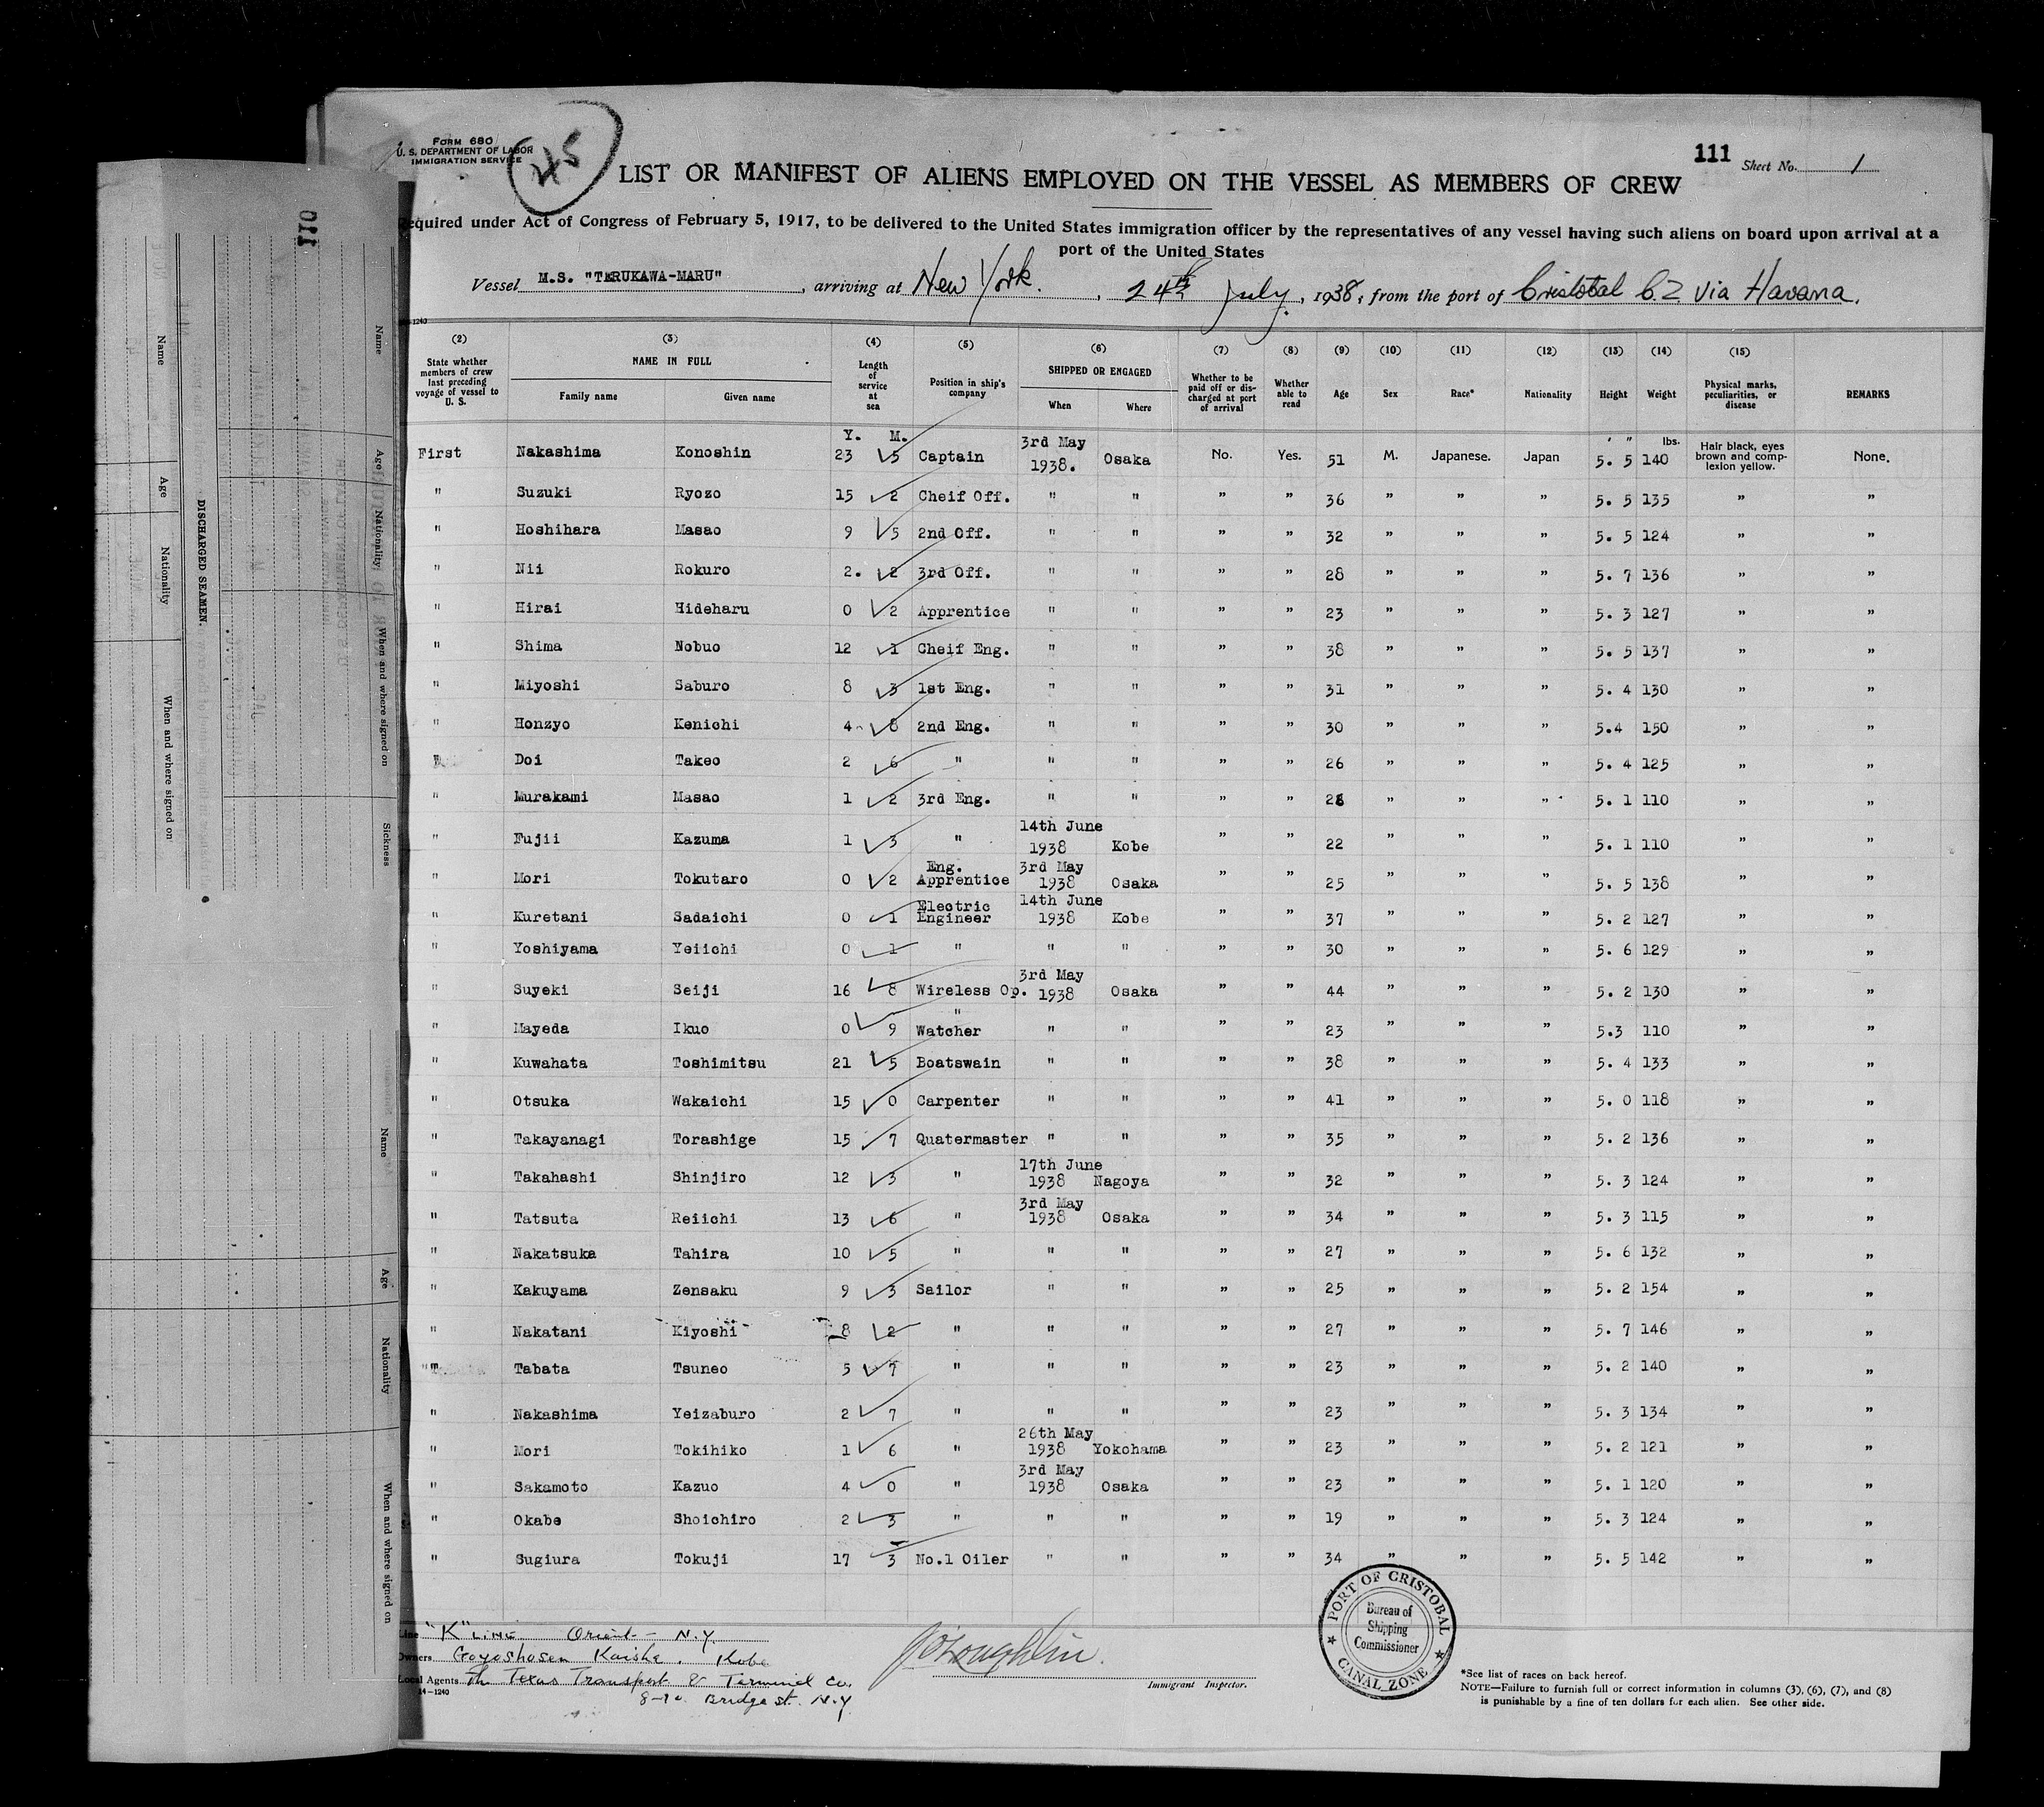 FORM 680
U. S. DEPARTMENT OF LABOR
IMMIGRATION SERVICE
45
111
Sheet No. 1
LIST OR MANIFEST OF ALIENS EMPLOYED ON THE VESSEL AS MEMBERS OF CREW
Required under Act of Congress of February 5, 1917, to be delivered to the United States immigration officer by the representatives of any vessel having such aliens on board upon arrival at a
port of the United States
Vessel M.S. "TARUKAWA-MARU", arriving at New York., 24th July, 1938, from the port of Cristobal C.Z via Havana.
(2) (3) (4) (5) (6) (7) (8) (9) (10) (11) (12) (13) (14) (15)
State whether members of crew last preceding voyage of vessel to U. S. NAME IN FULL Family name Given name Length of service at sea Position in ship's company SHIPPED OR ENGAGED When Where Whether to be paid off or discharged at port of arrival Whether able to read Age Sex Race* Nationality Height Weight Physical marks, peculiarities, or disease REMARKS
Y. M. ' " lbs.
First Nakashima Konoshin 23 5 Captain 3rd May 1938. Osaka No. Yes. 51 M. Japanese. Japan 5. 5 140 Hair black, eyes brown and complexion yellow. None.
" Suzuki Ryozo 15 2 Cheif Off. " " " " 36 " " " 5. 5 135 " "
" Hoshihara Masao 9 5 2nd Off. " " " " 32 " " " 5. 5 124 " "
" Nii Rokuro 2. 2 3rd Off. " " " " 28 " " " 5. 7 136 " "
" Hirai Hideharu 0 2 Apprentice " " " " 23 " " " 5. 3 127 " "
" Shima Nobuo 12 1 Cheif Eng. " " " " 38 " " " 5. 5 137 " "
" Miyoshi Saburo 8 3 1st Eng. " " " " 31 " " " 5. 4 130 " "
" Honzyo Kenichi 4 8 2nd Eng. " " " " 30 " " " 5.4 150 " "
" Doi Takeo 2 6 " " " " " 26 " " " 5. 4 125 " "
" Murakami Masao 1 2 3rd Eng. " " " " 28 " " " 5. 1 110 " "
" Fujii Kazuma 1 3 " 14th June 1938 Kobe " " 22 " " " 5. 1 110 " "
" Mori Tokutaro 0 2 Eng. Apprentice 3rd May 1938 Osaka " " 25 " " " 5. 5 138 " "
" Kuretani Sadaichi 0 1 Electric Engineer 14th June 1938 Kobe " " 37 " " " 5. 2 127 " "
" Yoshiyama Yeiichi 0 1 " " " " " 30 " " " 5. 6 129 " "
" Suyeki Seiji 16 8 Wireless Op. 3rd May 1938 Osaka " " 44 " " " 5. 2 130 " "
" Mayeda Ikuo 0 9 " Watcher " " " " 23 " " " 5.3 110 " "
" Kuwahata Toshimitsu 21 5 Boatswain " " " " 38 " " " 5. 4 133 " "
" Otsuka Wakaichi 15 0 Carpenter " " " " 41 " " " 5. 0 118 " "
" Takayanagi Torashige 15 7 Quatermaster " " " " 35 " " " 5. 2 136 " "
" Takahashi Shinjiro 12 3 " 17th June 1938 Nagoya " " 32 " " " 5. 3 124 " "
" Tatsuta Reiichi 13 6 " 3rd May 1938 Osaka " " 34 " " " 5. 3 115 " "
" Nakatsuka Tahira 10 5 " " " " " 27 " " " 5. 6 132 " "
" Kakuyama Zensaku 9 3 Sailor " " " " 25 " " " 5. 2 154 " "
" Nakatani Kiyoshi 8 2 " " " " " 27 " " " 5. 7 146 " "
" Tabata Tsuneo 5 7 " " " " " 23 " " " 5. 2 140 " "
" Nakashima Yeizaburo 2 7 " " " " " 23 " " " 5. 3 134 " "
" Mori Tokihiko 1 6 " 26th May 1938 Yokohama " " 23 " " " 5. 2 121 " "
" Sakamoto Kazuo 4 0 " 3rd May 1938 Osaka " " 23 " " " 5. 1 120 " "
" Okabe Shoichiro 2 3 " " " " " 19 " " " 5. 3 124 " "
" Sugiura Tokuji 17 3 No.1 Oiler " " " " 34 " " " 5. 5 142 " "
Line "K" LINE Orient - N.Y.
Owners Goyoshosen Kaisha. Kobe
Local Agents The Texas Transport & Terminal Co.
8-10 Bridge st. N.Y.
14-1240
JO'Loughlin.
Immigrant Inspector.
PORT OF CRISTOBAL
Bureau of
Shipping
Commissioner
CANAL ZONE
*See list of races on back hereof.
NOTE—Failure to furnish full or correct information in columns (3), (6), (7), and (8)
is punishable by a fine of ten dollars for each alien. See other side.
110
DISCHARGED SEAMEN.
Name
Age
Nationality
When and where signed on
Name
Age
Nationality
When and where signed on
Sickness
Name
Age
Nationality
When and where signed on